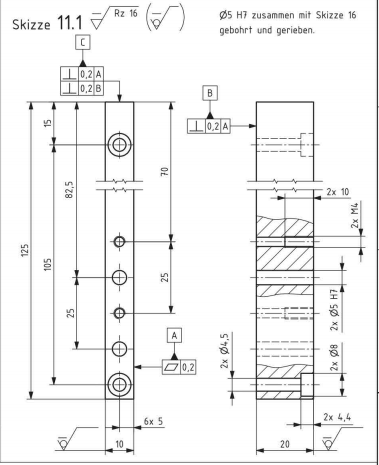 Skizze 11.1 Rz 16
Ø5 H7 zusammen mit Skizze 16
gebohrt und gerieben.
C
⊥ 0,2 A
⊥ 0,2 B
B
⊥ 0,2 A
15
70
82,5
125
105
25
25
A
⏥ 0,2
6x 5
10
2x 10
2x M4
2x Ø5 H7
2x Ø4,5
2x Ø8
2x 4,4
20